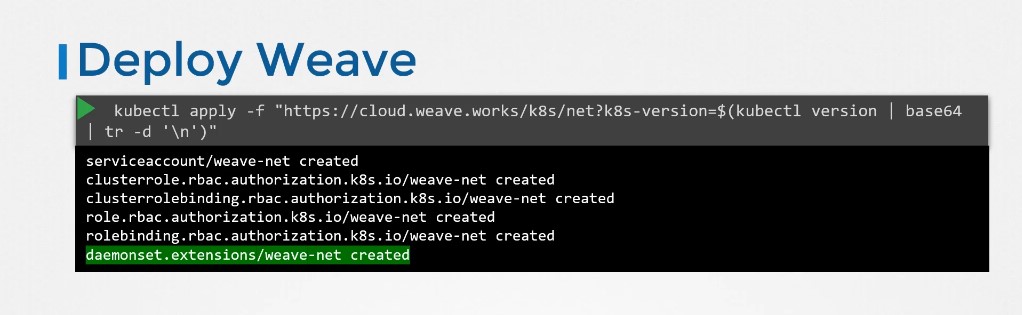 Deploy Weave
kubectl apply -f "https://cloud.weave.works/k8s/net?k8s-version=$(kubectl version | base64
| tr -d '\n')"
serviceaccount/weave-net created
clusterrole.rbac.authorization.k8s.io/weave-net created
clusterrolebinding.rbac.authorization.k8s.io/weave-net created
role.rbac.authorization.k8s.io/weave-net created
rolebinding.rbac.authorization.k8s.io/weave-net created
daemonset.extensions/weave-net created